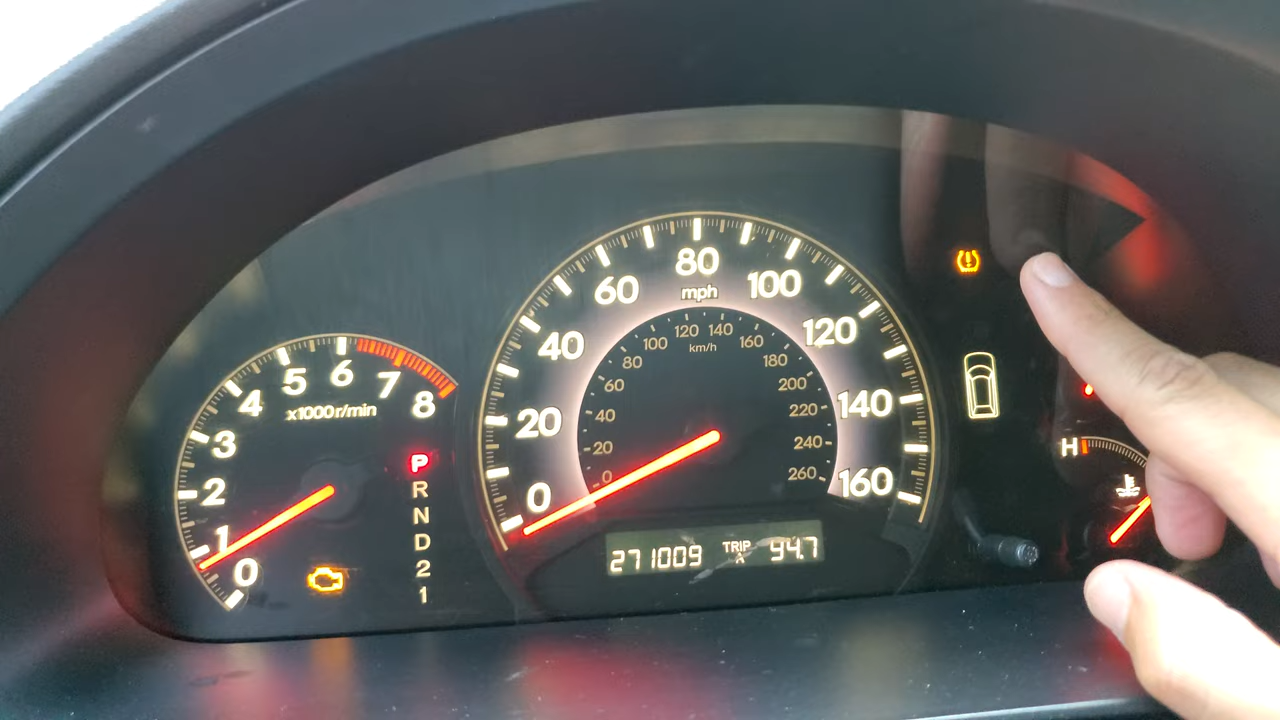 80
60 mph 100
40 120
20 140
0 160
120 140
100 km/h 160
80 180
60 200
40 220
20 240
0 260
5 6 7
4 x1000r/min 8
3
2
1
0
P
R
N
D
2
1
271009 TRIP A 94.7
H